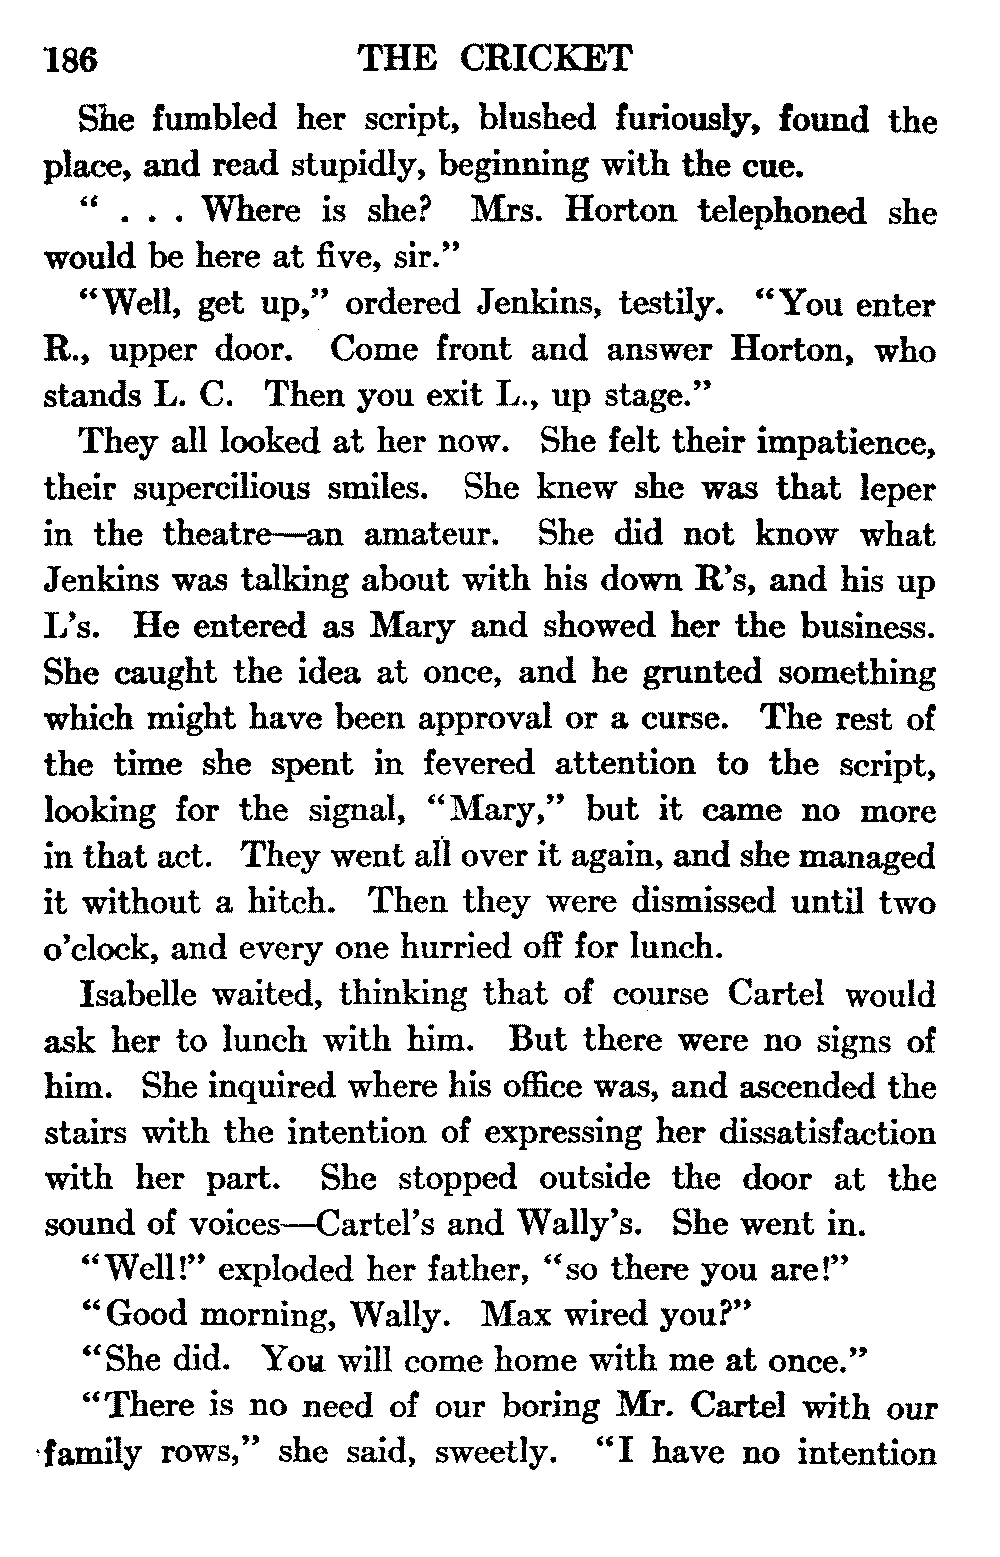 186 THE CRICKET
She fumbled her script, blushed furiously, found the
place, and read stupidly, beginning with the cue.
" . . . Where is she? Mrs. Horton telephoned she
would be here at five, sir."
"Well, get up," ordered Jenkins, testily. "You enter
R., upper door. Come front and answer Horton, who
stands L. C. Then you exit L., up stage."
They all looked at her now. She felt their impatience,
their supercilious smiles. She knew she was that leper
in the theatre—an amateur. She did not know what
Jenkins was talking about with his down R's, and his up
L's. He entered as Mary and showed her the business.
She caught the idea at once, and he grunted something
which might have been approval or a curse. The rest of
the time she spent in fevered attention to the script,
looking for the signal, "Mary," but it came no more
in that act. They went all over it again, and she managed
it without a hitch. Then they were dismissed until two
o'clock, and every one hurried off for lunch.
Isabelle waited, thinking that of course Cartel would
ask her to lunch with him. But there were no signs of
him. She inquired where his office was, and ascended the
stairs with the intention of expressing her dissatisfaction
with her part. She stopped outside the door at the
sound of voices—Cartel's and Wally's. She went in.
"Well!" exploded her father, "so there you are!"
"Good morning, Wally. Max wired you?"
"She did. You will come home with me at once."
"There is no need of our boring Mr. Cartel with our
family rows," she said, sweetly. "I have no intention